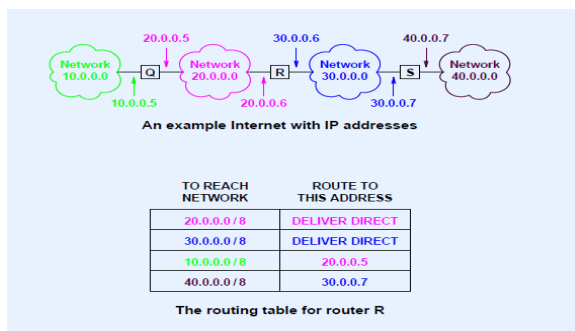 20.0.0.5 30.0.0.6 40.0.0.7
Network 10.0.0.0 Q Network 20.0.0.0 R Network 30.0.0.0 S Network 40.0.0.0
10.0.0.5 20.0.0.6 30.0.0.7
An example Internet with IP addresses
TO REACH NETWORK ROUTE TO THIS ADDRESS
20.0.0.0 / 8 DELIVER DIRECT
30.0.0.0 / 8 DELIVER DIRECT
10.0.0.0 / 8 20.0.0.5
40.0.0.0 / 8 30.0.0.7
The routing table for router R